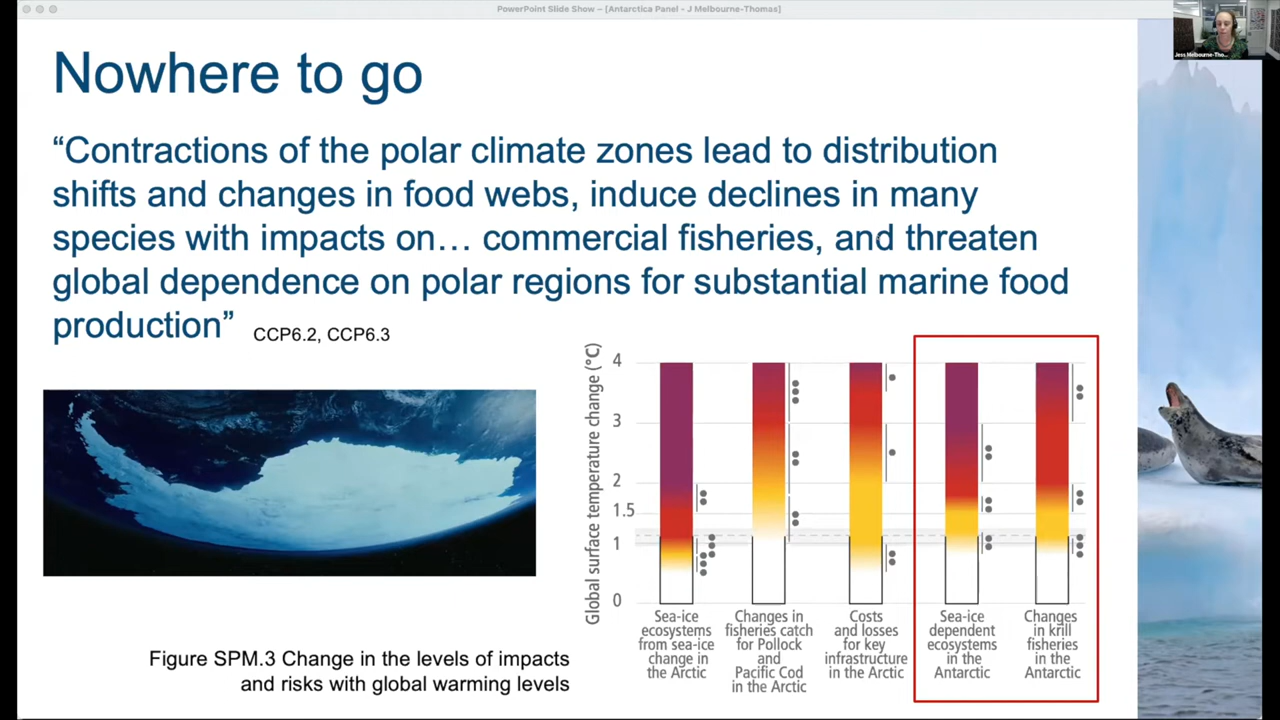 PowerPoint Slide Show – [Antarctica Panel - J Melbourne-Thomas]
Jess Melbourne-Tho...
Nowhere to go
“Contractions of the polar climate zones lead to distribution
shifts and changes in food webs, induce declines in many
species with impacts on… commercial fisheries, and threaten
global dependence on polar regions for substantial marine food
production” CCP6.2, CCP6.3
Global surface temperature change (°C)
4
3
2
1.5
1
0
Sea-ice
ecosystems
from sea-ice
change in
the Arctic
Changes in
fisheries catch
for Pollock
and
Pacific Cod
in the Arctic
Costs
and losses
for key
infrastructure
in the Arctic
Sea-ice
dependent
ecosystems
in the
Antarctic
Changes
in krill
fisheries
in the
Antarctic
Figure SPM.3 Change in the levels of impacts
and risks with global warming levels